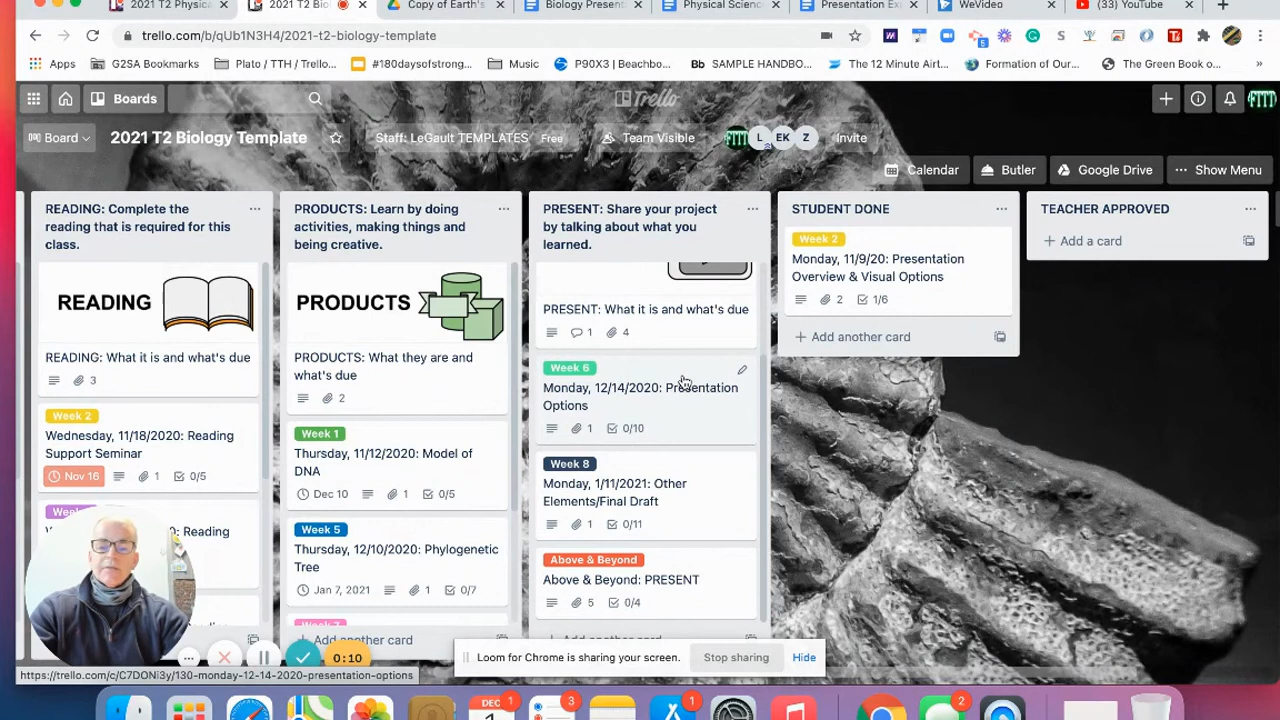 2021 T2 Physica
2021 T2 Bio
Copy of Earth's
Biology Present
Physical Scienc
Presentation Ex
WeVideo
(33) YouTube
trello.com/b/qUb1N3H4/2021-t2-biology-template
5
Apps
G2SA Bookmarks
Plato / TTH / Trello...
#180daysofstrong...
Music
P90X3 | Beachbo...
Bb SAMPLE HANDBO...
The 12 Minute Airt...
Formation of Our...
The Green Book o...
Boards
Trello
Board
2021 T2 Biology Template
Staff: LeGault TEMPLATES
Free
Team Visible
L
EK
Z
Invite
Calendar
Butler
Google Drive
Show Menu
READING: Complete the
reading that is required for this
class.
READING
READING: What it is and what's due
3
Week 2
Wednesday, 11/18/2020: Reading
Support Seminar
Nov 16
1
0/5
PRODUCTS: Learn by doing
activities, making things and
being creative.
PRODUCTS
PRODUCTS: What they are and
what's due
2
Week 1
Thursday, 11/12/2020: Model of
DNA
Dec 10
1
0/5
Week 5
Thursday, 12/10/2020: Phylogenetic
Tree
Jan 7, 2021
1
0/7
Add another card
PRESENT: Share your project
by talking about what you
learned.
PRESENT: What it is and what's due
1
4
Week 6
Monday, 12/14/2020: Presentation
Options
1
0/10
Week 8
Monday, 1/11/2021: Other
Elements/Final Draft
1
0/11
Above & Beyond
Above & Beyond: PRESENT
5
0/4
STUDENT DONE
Week 2
Monday, 11/9/20: Presentation
Overview & Visual Options
2
1/6
Add another card
TEACHER APPROVED
Add a card
0:10
Loom for Chrome is sharing your screen.
Stop sharing
Hide
https://trello.com/c/C7DONi3y/130-monday-12-14-2020-presentation-options
DEC
1
3
1
2